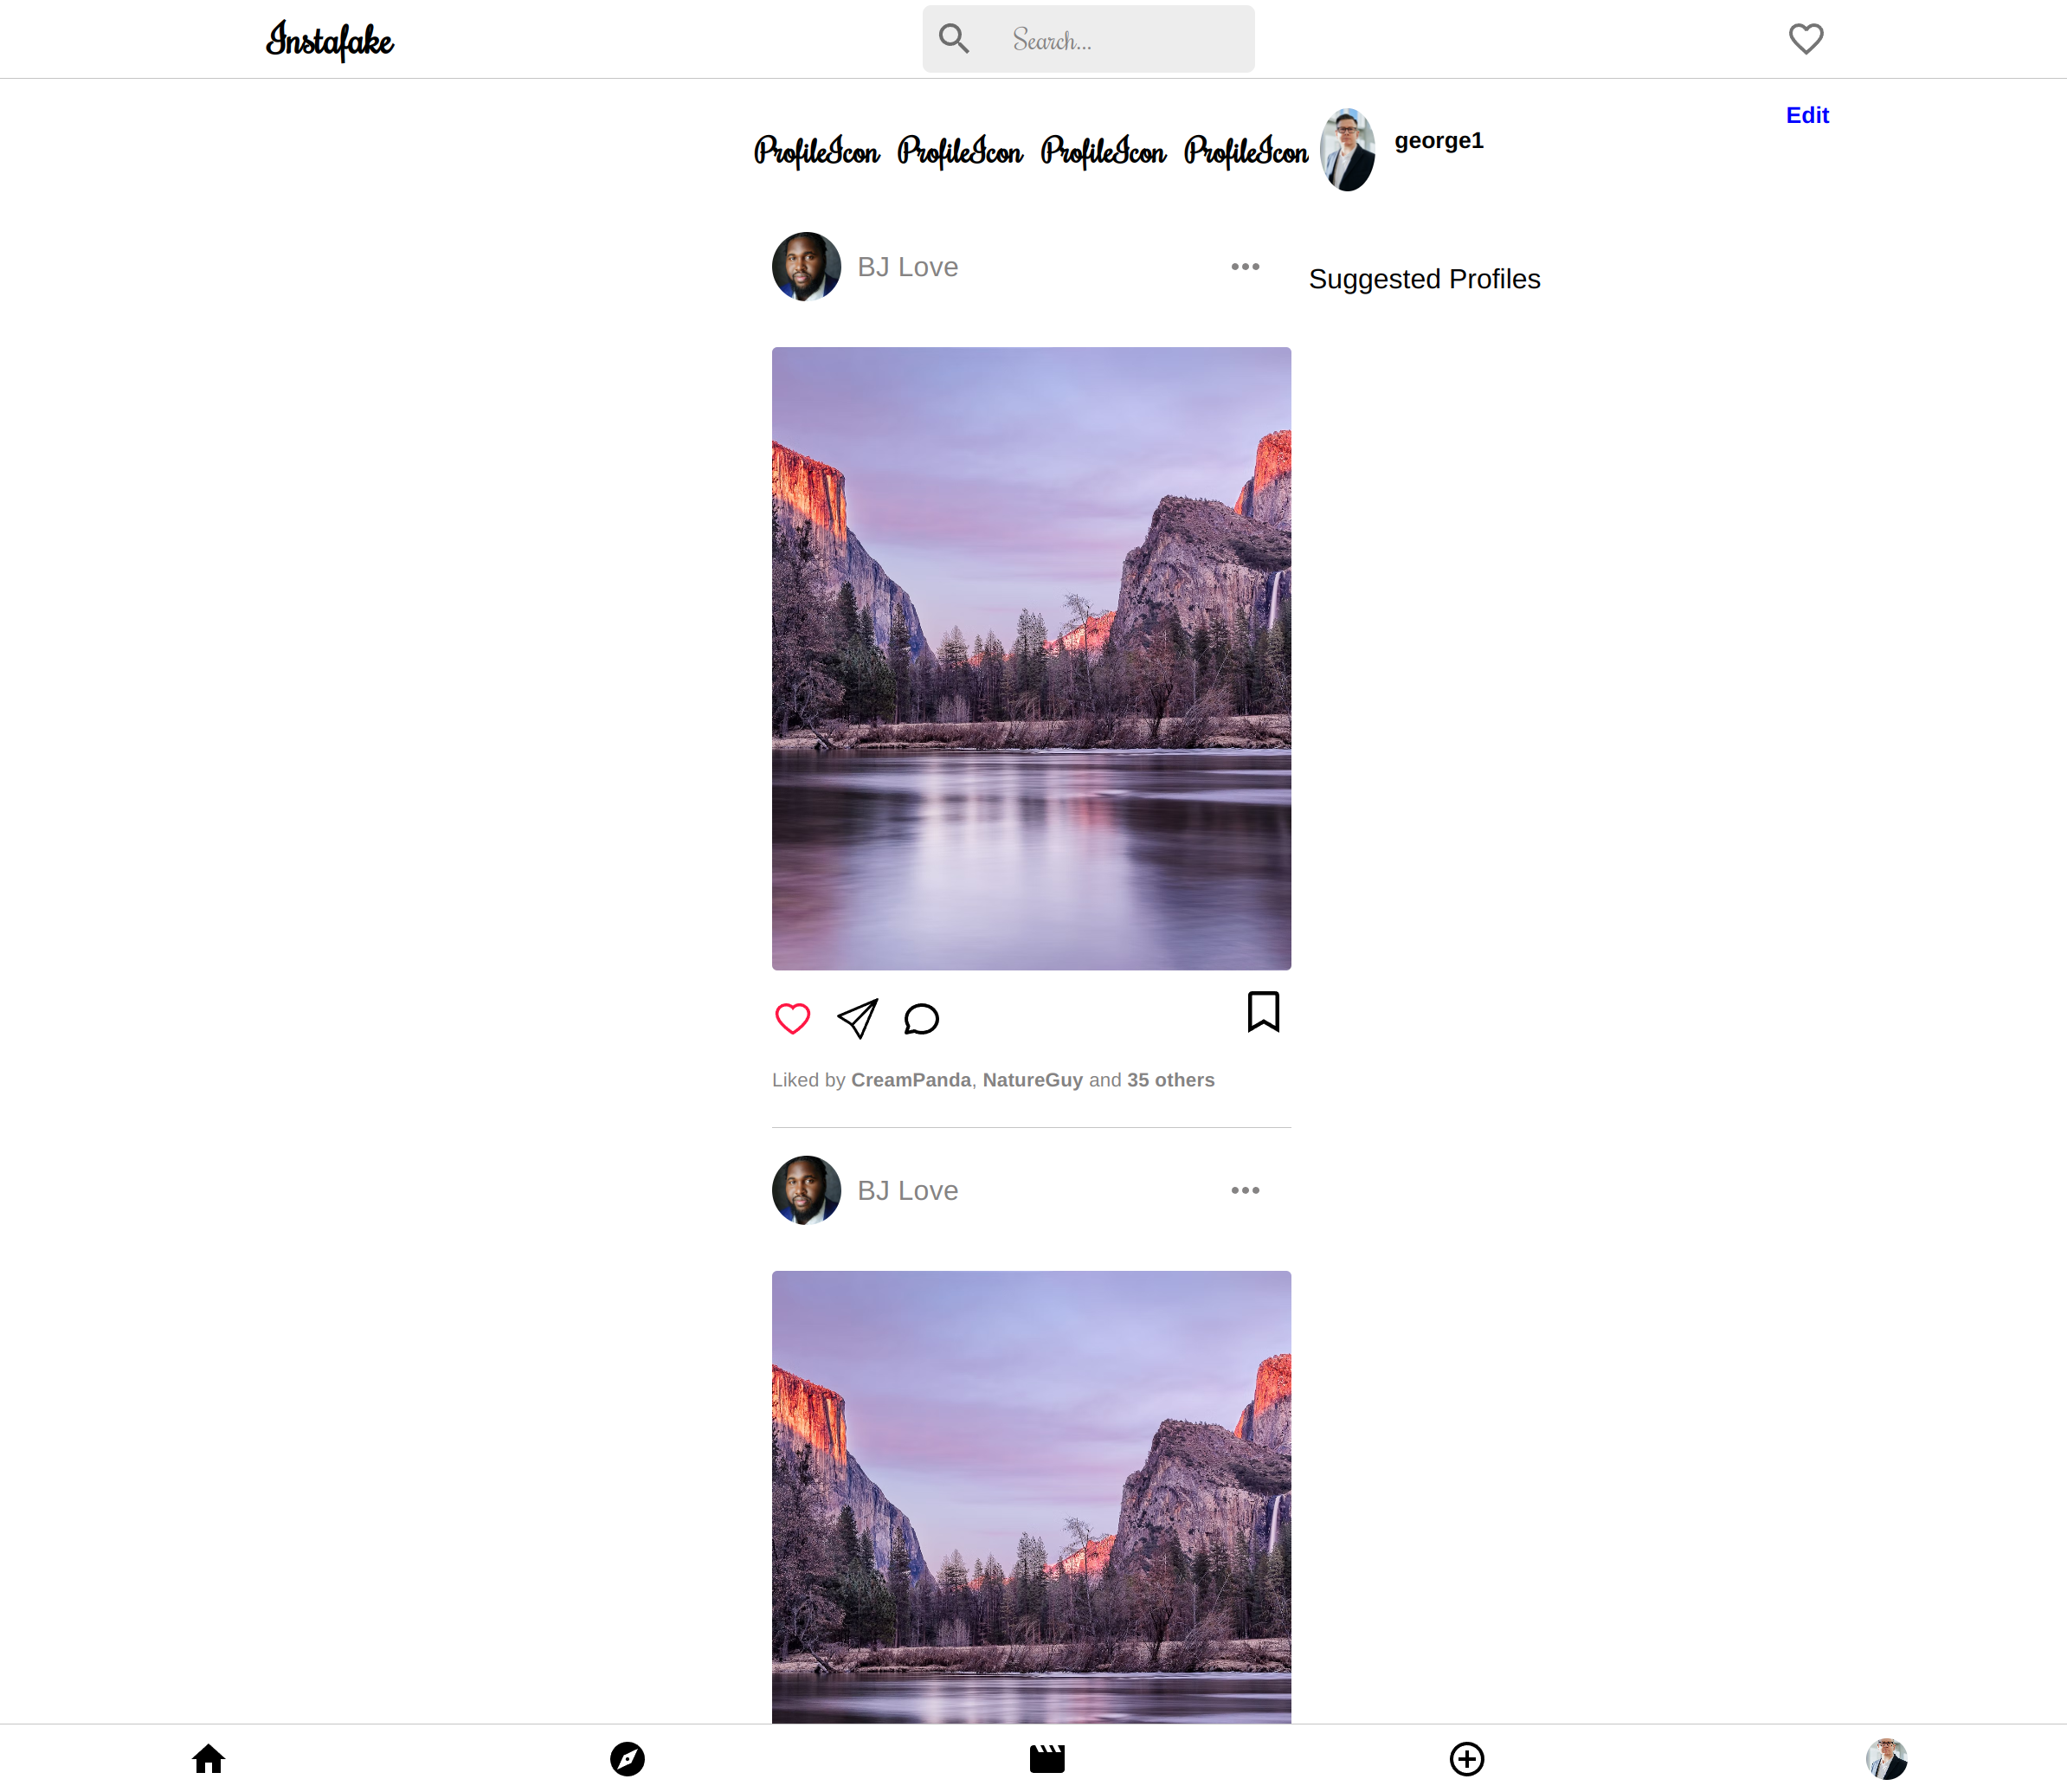 Instafake
Search...
Edit
ProfileIcon ProfileIcon ProfileIcon ProfileIcon
george1
BJ Love
Suggested Profiles
Liked by CreamPanda, NatureGuy and 35 others
BJ Love